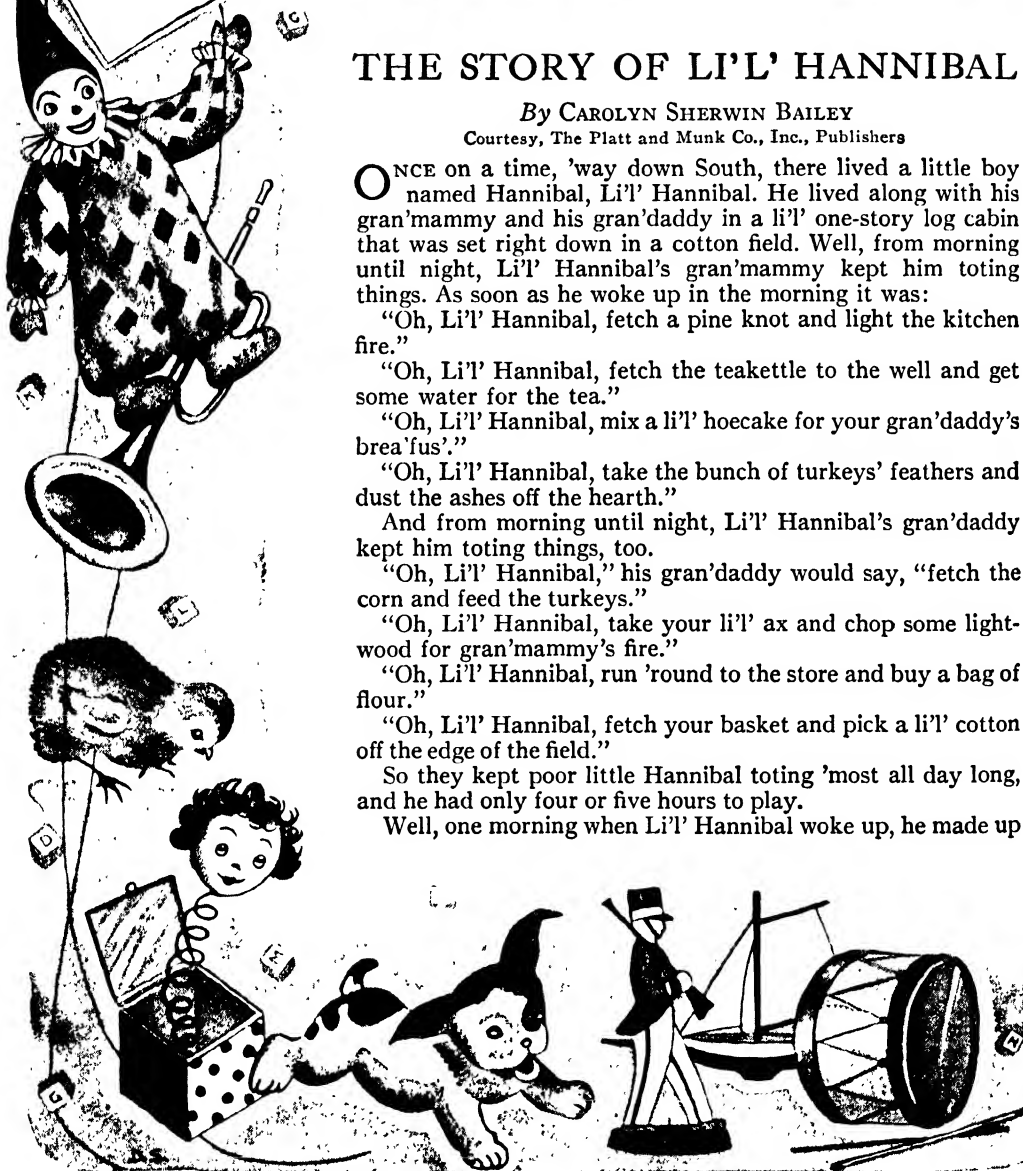 THE STORY OF LI'L' HANNIBAL
By CAROLYN SHERWIN BAILEY
Courtesy, The Platt and Munk Co., Inc., Publishers
ONCE on a time, 'way down South, there lived a little boy
named Hannibal, Li'l' Hannibal. He lived along with his
gran'mammy and his gran'daddy in a li'l' one-story log cabin
that was set right down in a cotton field. Well, from morning
until night, Li'l' Hannibal's gran'mammy kept him toting
things. As soon as he woke up in the morning it was:
"Oh, Li'l' Hannibal, fetch a pine knot and light the kitchen
fire."
"Oh, Li'l' Hannibal, fetch the teakettle to the well and get
some water for the tea."
"Oh, Li'l' Hannibal, mix a li'l' hoecake for your gran'daddy's
brea'fus'."
"Oh, Li'l' Hannibal, take the bunch of turkeys' feathers and
dust the ashes off the hearth."
And from morning until night, Li'l' Hannibal's gran'daddy
kept him toting things, too.
"Oh, Li'l' Hannibal," his gran'daddy would say, "fetch the
corn and feed the turkeys."
"Oh, Li'l' Hannibal, take your li'l' ax and chop some light-
wood for gran'mammy's fire."
"Oh, Li'l' Hannibal, run 'round to the store and buy a bag of
flour."
"Oh, Li'l' Hannibal, fetch your basket and pick a li'l' cotton
off the edge of the field."
So they kept poor little Hannibal toting 'most all day long,
and he had only four or five hours to play.
Well, one morning when Li'l' Hannibal woke up, he made up
G
L
D
N